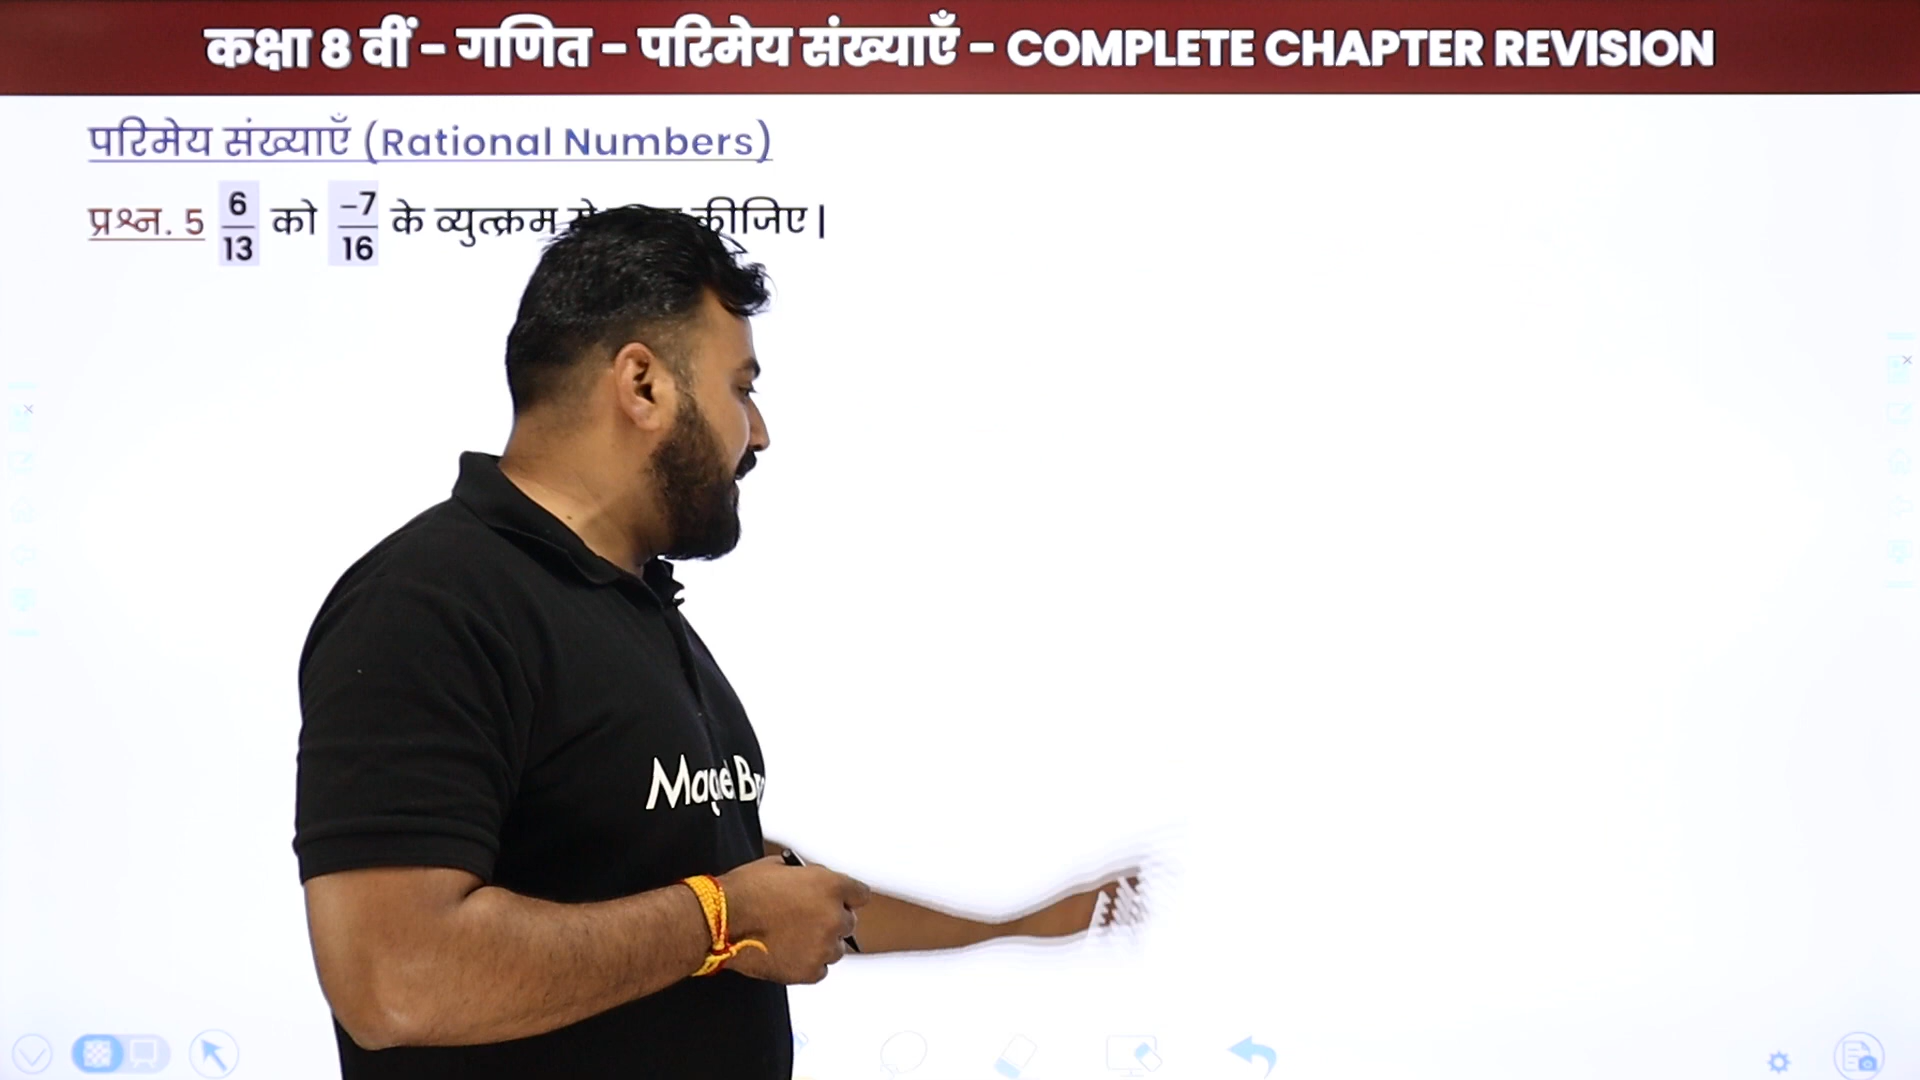 कक्षा 8 वीं - गणित - परिमेय संख्याएँ - COMPLETE CHAPTER REVISION
परिमेय संख्याएँ (Rational Numbers)
प्रश्न. 5 6/13 को -7/16 के व्युत्क्रम से कीजिए |